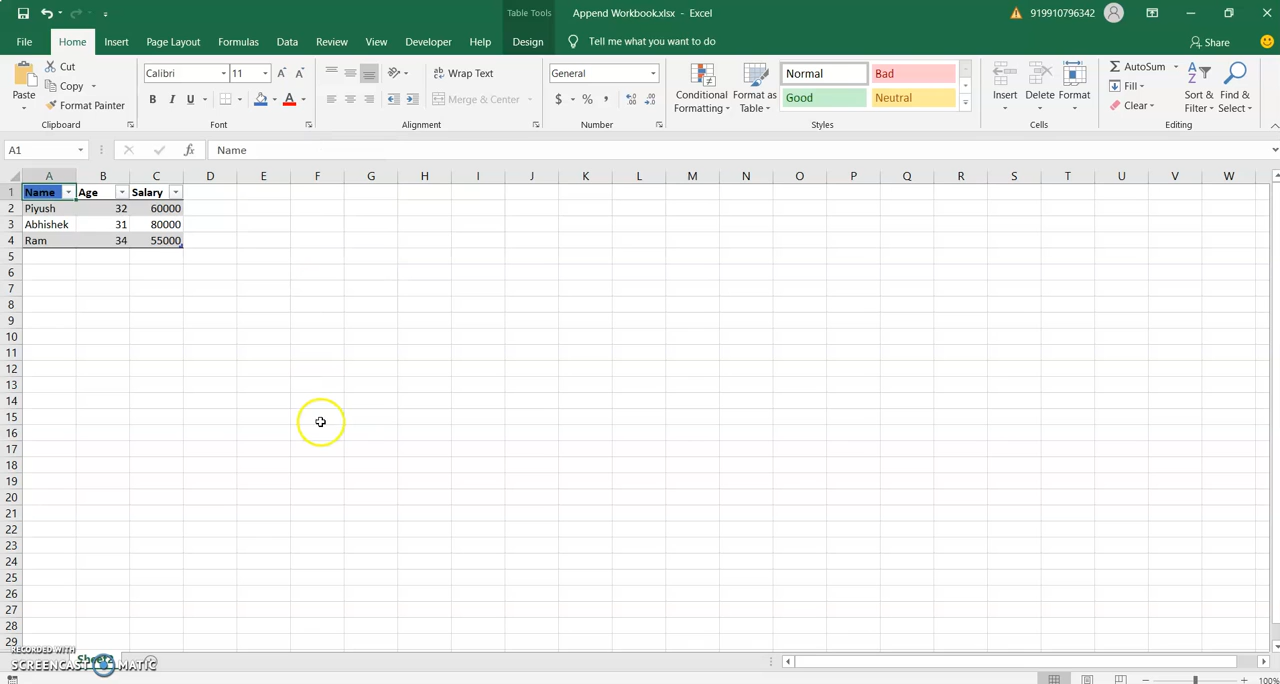 Table Tools
Append Workbook.xlsx - Excel
919910796342
File Home Insert Page Layout Formulas Data Review View Developer Help Design Tell me what you want to do Share
Paste
Cut
Copy
Format Painter
Clipboard
Calibri 11
B I U
Font
Wrap Text
Merge & Center
Alignment
General
$ % ,
Number
Conditional Formatting
Format as Table
Normal Bad
Good Neutral
Styles
Insert Delete Format
Cells
AutoSum
Fill
Clear
Sort & Filter
Find & Select
Editing
A1 fx Name
A B C D E F G H I J K L M N O P Q R S T U V W
1 Name Age Salary
2 Piyush 32 60000
3 Abhishek 31 80000
4 Ram 34 55000
5
6
7
8
9
10
11
12
13
14
15
16
17
18
19
20
21
22
23
24
25
26
27
28
29
RECORDED WITH
SCREENCAST MATIC
100%